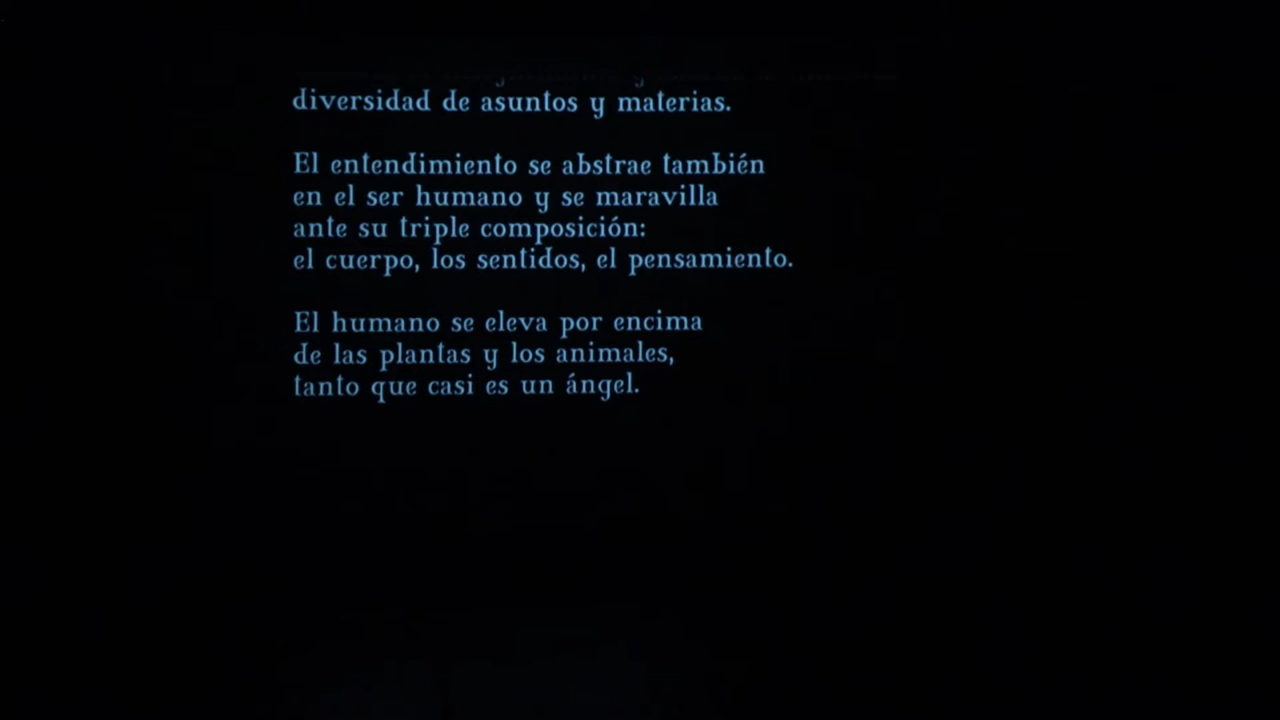 diversidad de asuntos y materias.
El entendimiento se abstrae también
en el ser humano y se maravilla
ante su triple composición:
el cuerpo, los sentidos, el pensamiento.
El humano se eleva por encima
de las plantas y los animales,
tanto que casi es un ángel.